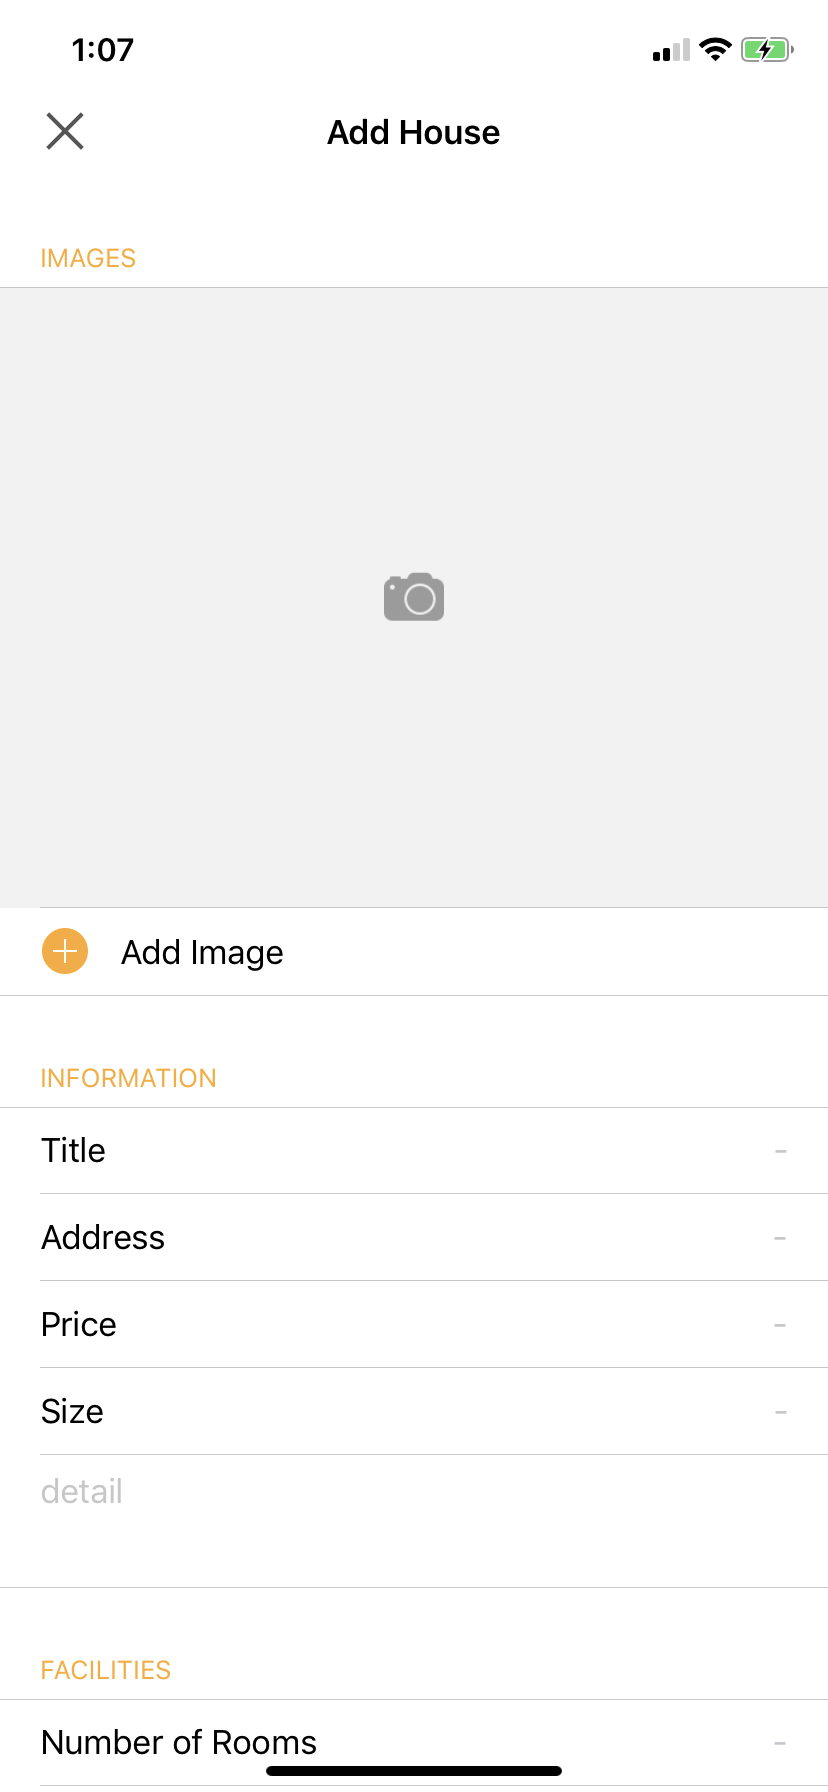 1:07
Add House
IMAGES
Add Image
INFORMATION
Title -
Address -
Price -
Size -
detail
FACILITIES
Number of Rooms -